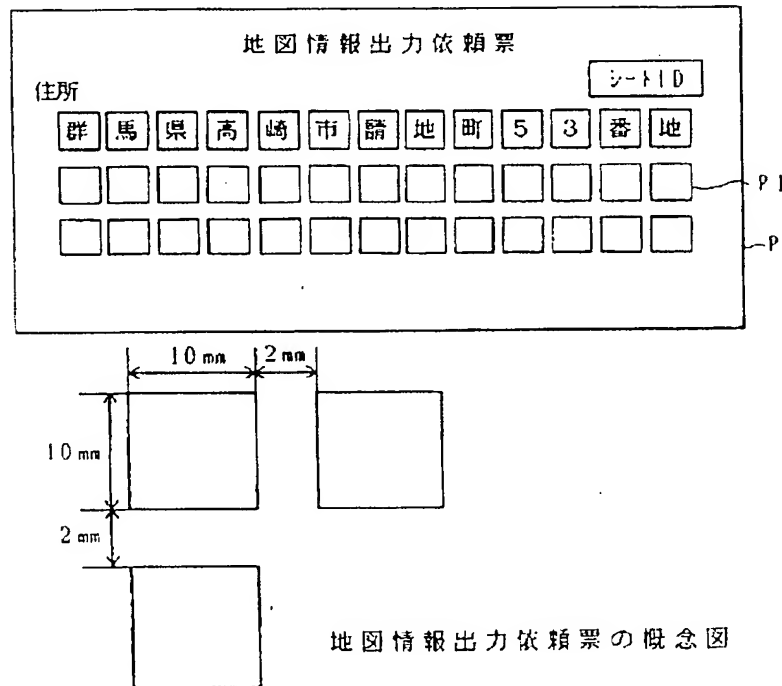 地図情報出力依頼票
シートID
住所
群馬県高崎市請地町53番地
P1
P
10mm
2mm
10mm
2mm
地図情報出力依頼票の概念図